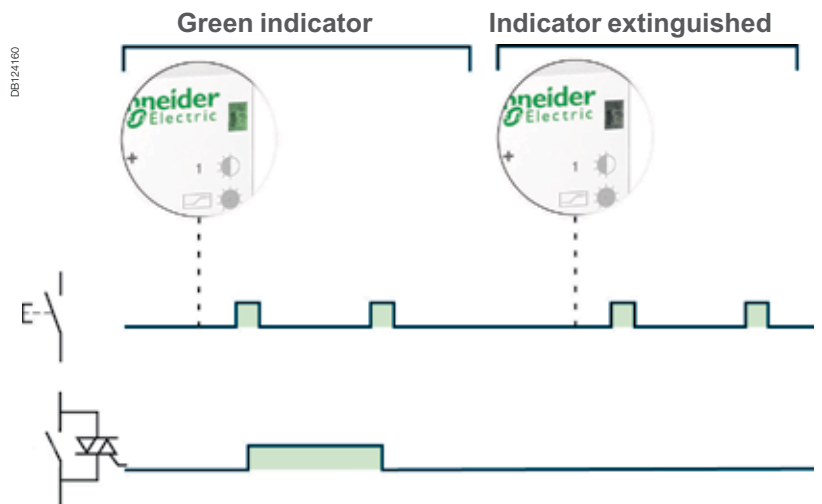 Green indicator
Indicator extinguished
DB124160
neider
Electric
1
neider
Electric
1